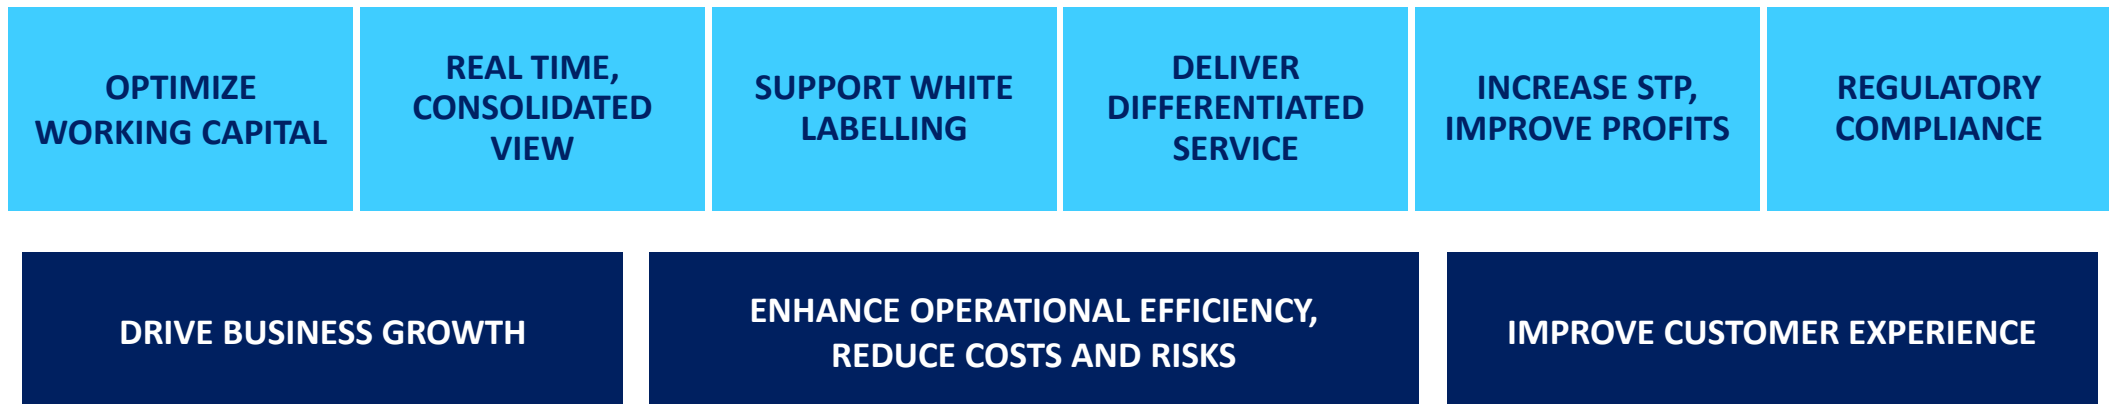 OPTIMIZE
WORKING CAPITAL
REAL TIME,
CONSOLIDATED
VIEW
SUPPORT WHITE
LABELLING
DELIVER
DIFFERENTIATED
SERVICE
INCREASE STP,
IMPROVE PROFITS
REGULATORY
COMPLIANCE
DRIVE BUSINESS GROWTH
ENHANCE OPERATIONAL EFFICIENCY,
REDUCE COSTS AND RISKS
IMPROVE CUSTOMER EXPERIENCE